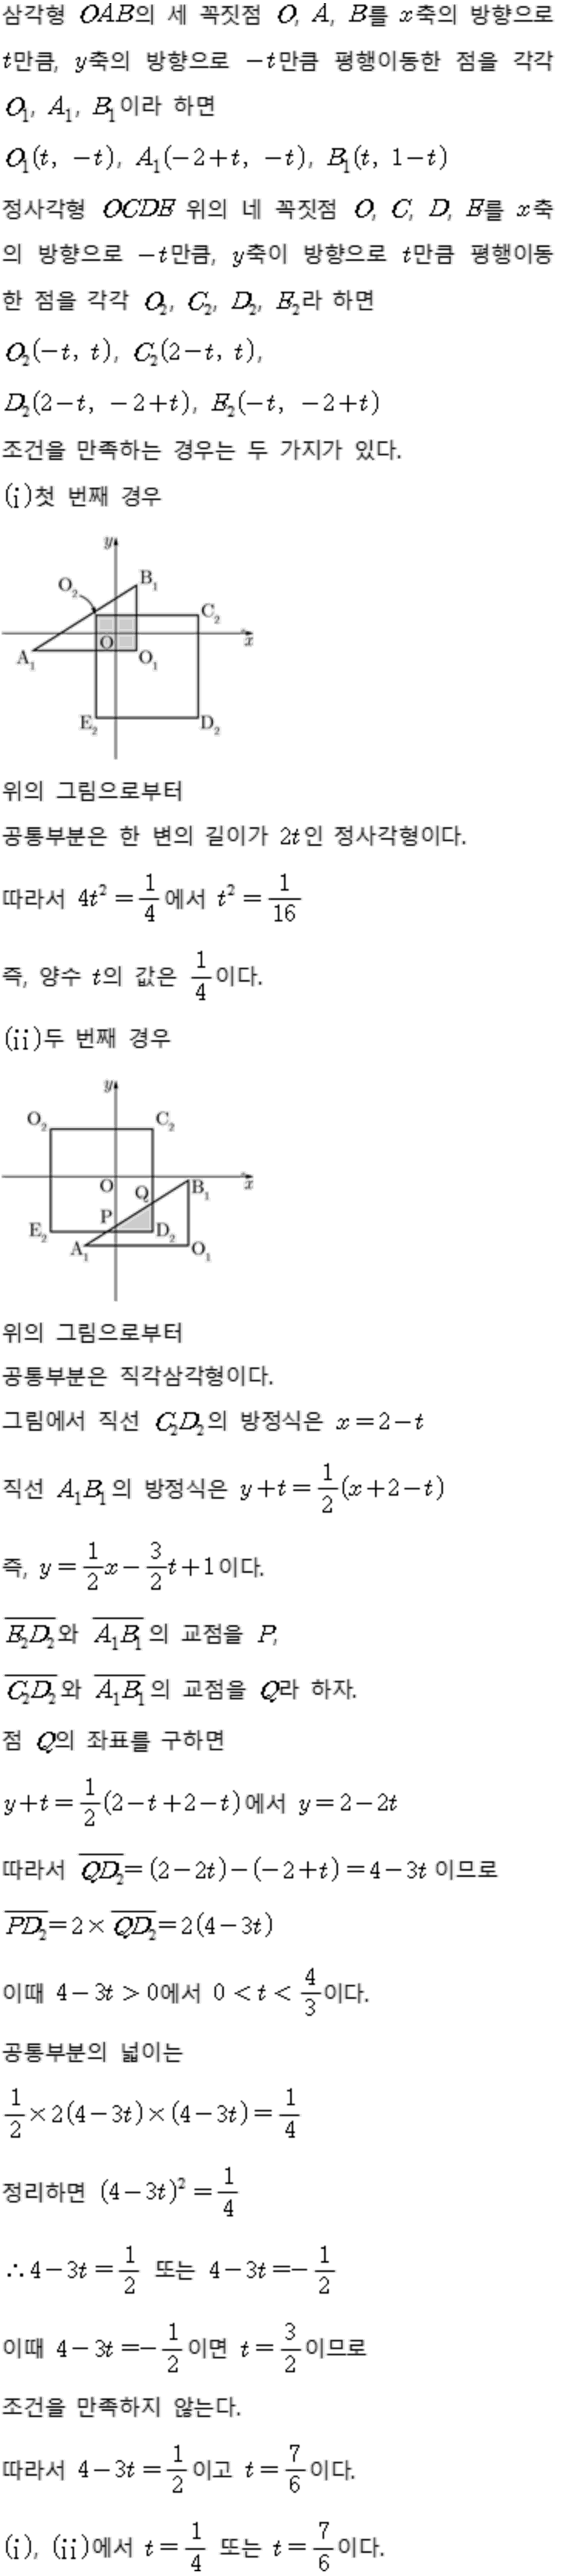 삼각형 OAB의 세 꼭짓점 O, A, B를 x축의 방향으로
t만큼, y축의 방향으로 −t만큼 평행이동한 점을 각각
O₁, A₁, B₁이라 하면
O₁(t, −t), A₁(−2+t, −t), B₁(t, 1−t)
정사각형 OCDE 위의 네 꼭짓점 O, C, D, E를 x축
의 방향으로 −t만큼, y축이 방향으로 t만큼 평행이동
한 점을 각각 O₂, C₂, D₂, E₂라 하면
O₂(−t, t), C₂(2−t, t),
D₂(2−t, −2+t), E₂(−t, −2+t)
조건을 만족하는 경우는 두 가지가 있다.
(i)첫 번째 경우
y
B₁
O₂
C₂
O
x
A₁
O₁
E₂
D₂
위의 그림으로부터
공통부분은 한 변의 길이가 2t인 정사각형이다.
따라서 4t² = 1/4 에서 t² = 1/16
즉, 양수 t의 값은 1/4이다.
(ii)두 번째 경우
y
O₂
C₂
O
Q
B₁
x
P
E₂
D₂
A₁
O₁
위의 그림으로부터
공통부분은 직각삼각형이다.
그림에서 직선 C₂D₂의 방정식은 x=2−t
직선 A₁B₁의 방정식은 y+t = 1/2(x+2−t)
즉, y = 1/2x − 3/2t + 1이다.
E̅₂̅D̅₂̅와 A̅₁̅B̅₁̅의 교점을 P,
C̅₂̅D̅₂̅와 A̅₁̅B̅₁̅의 교점을 Q라 하자.
점 Q의 좌표를 구하면
y+t = 1/2(2−t+2−t)에서 y=2−2t
따라서 Q̅D̅₂̅=(2−2t)−(−2+t)=4−3t 이므로
P̅D̅₂̅=2×Q̅D̅₂̅=2(4−3t)
이때 4−3t > 0에서 0 < t < 4/3이다.
공통부분의 넓이는
1/2×2(4−3t)×(4−3t) = 1/4
정리하면 (4−3t)² = 1/4
∴4−3t = 1/2 또는 4−3t =−1/2
이때 4−3t =−1/2이면 t = 3/2이므로
조건을 만족하지 않는다.
따라서 4−3t = 1/2이고 t = 7/6이다.
(i), (ii)에서 t = 1/4 또는 t = 7/6이다.